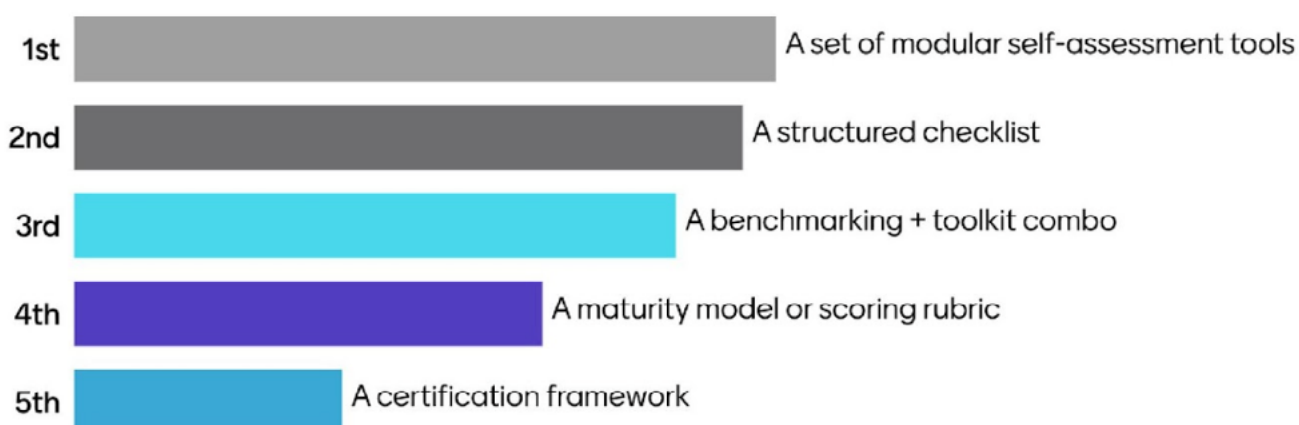 1st A set of modular self-assessment tools
2nd A structured checklist
3rd A benchmarking + toolkit combo
4th A maturity model or scoring rubric
5th A certification framework